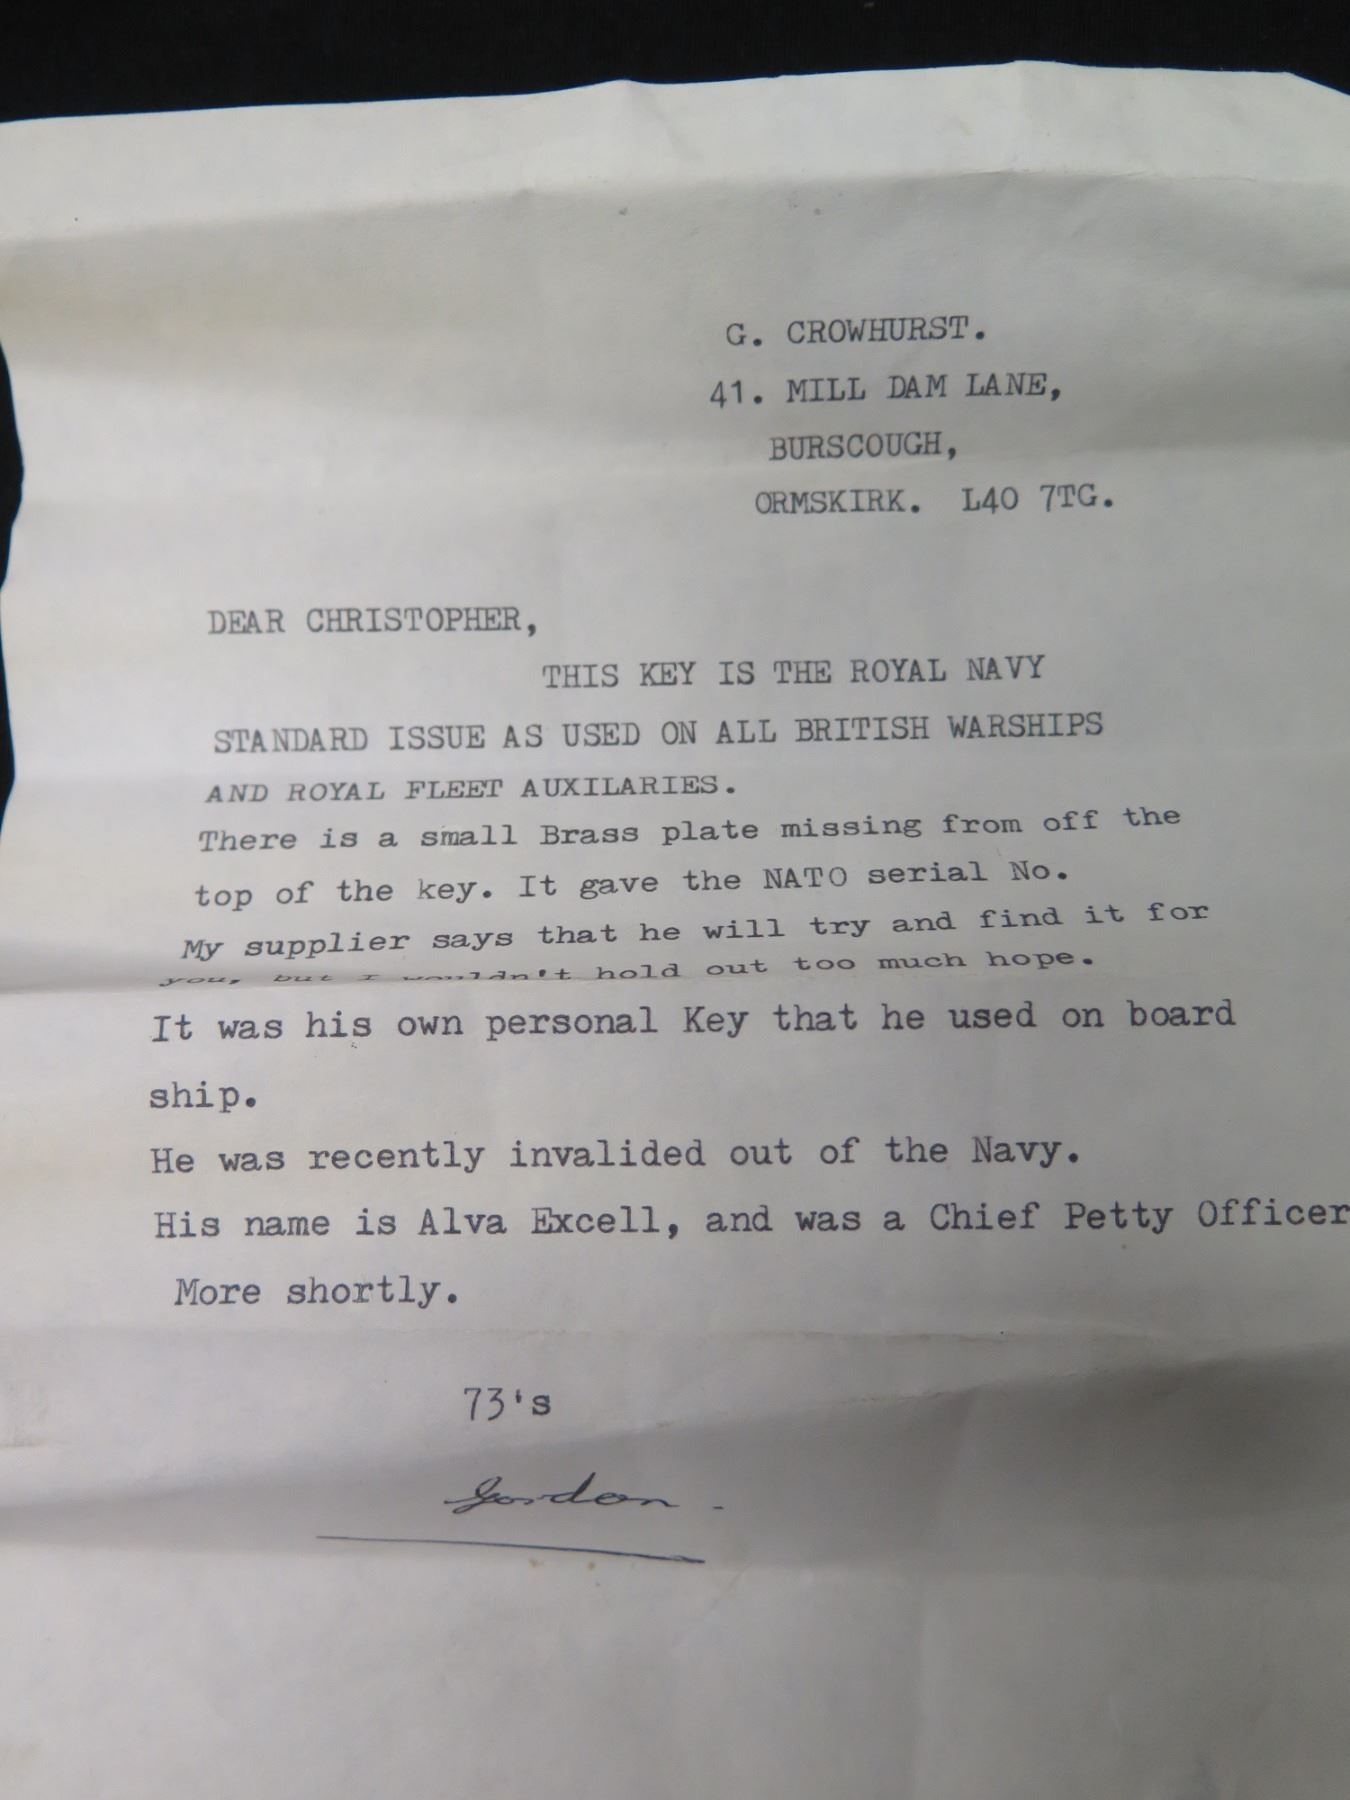 G. CROWHURST.
41. MILL DAM LANE,
BURSCOUGH,
ORMSKIRK. L40 7TG.
DEAR CHRISTOPHER,
THIS KEY IS THE ROYAL NAVY
STANDARD ISSUE AS USED ON ALL BRITISH WARSHIPS
AND ROYAL FLEET AUXILARIES.
There is a small Brass plate missing from off the
top of the key. It gave the NATO serial No.
My supplier says that he will try and find it for
you, but I wouldn't hold out too much hope.
It was his own personal Key that he used on board
ship.
He was recently invalided out of the Navy.
His name is Alva Excell, and was a Chief Petty Officer
More shortly.
73's
Gordon.